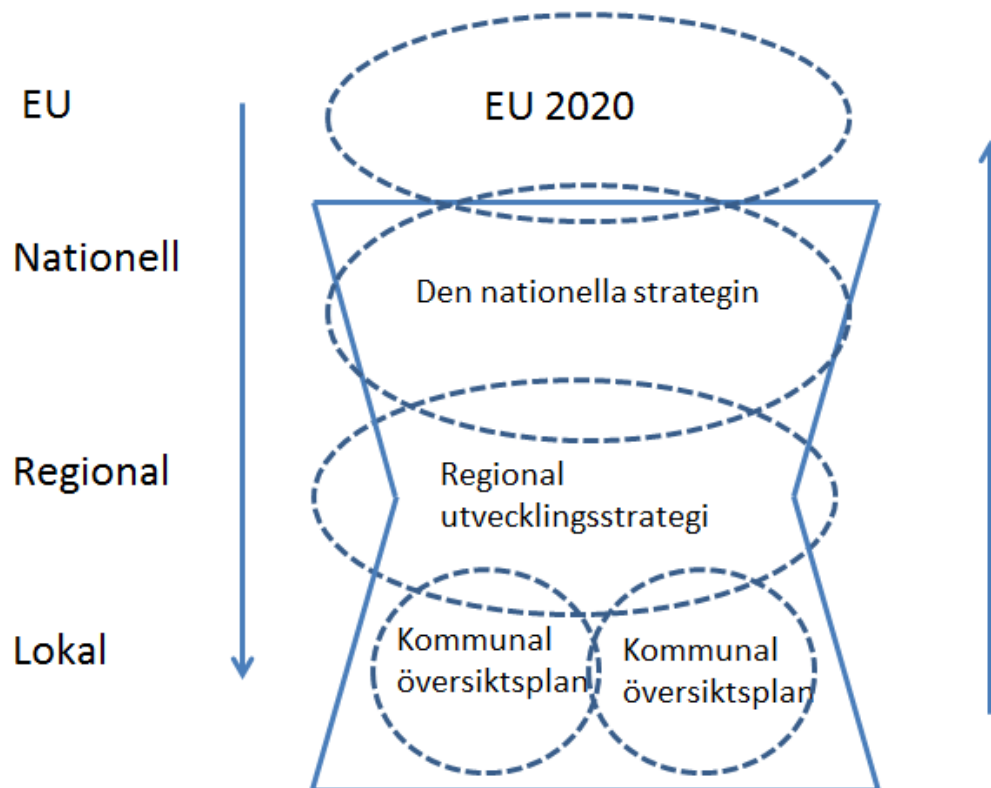 EU
EU 2020
Nationell
Den nationella strategin
Regional
Regional
utvecklingsstrategi
Lokal
Kommunal
översiktsplan
Kommunal
översiktsplan